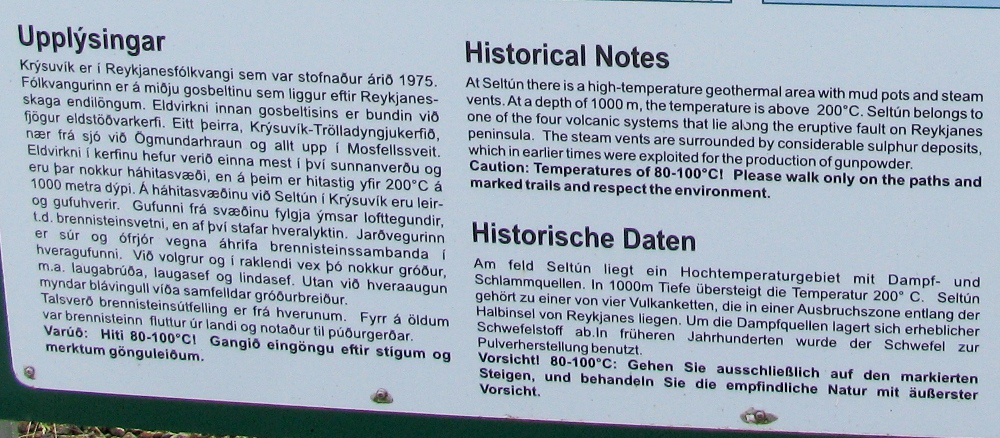 Upplýsingar
Krýsuvík er í Reykjanesfólkvangi sem var stofnaður árið 1975.
Fólkvangurinn er á miðju gosbeltinu sem liggur eftir Reykjanes-
skaga endilöngum. Eldvirkni innan gosbeltisins er bundin við
fjögur eldstöðvarkerfi. Eitt þeirra, Krýsuvík-Trölladyngjukerfið,
nær frá sjó við Ögmundarhraun og allt upp í Mosfellssveit.
Eldvirkni í kerfinu hefur verið einna mest í því sunnanverðu og
eru þar nokkur háhitasvæði, en á þeim er hitastig yfir 200°C á
1000 metra dýpi. Á háhitasvæðinu við Seltún í Krýsuvík eru leir-
og gufuhverir. Gufunni frá svæðinu fylgja ýmsar lofttegundir,
t.d. brennisteinsvetni, en af því stafar hveralyktin. Jarðvegurinn
er súr og ófrjór vegna áhrifa brennisteinssambanda í
hveragufunni. Við volgrur og í raklendi vex þó nokkur gróður,
m.a. laugabrúða, laugasef og lindasef. Utan við hveraaugun
myndar blávingull víða samfelldar gróðurbreiður.
Talsverð brennisteinsútfelling er frá hverunum. Fyrr á öldum
var brennisteinn fluttur úr landi og notaður til púðurgerðar.
Varúð: Hiti 80-100°C! Gangið eingöngu eftir stígum og
merktum gönguleiðum.
Historical Notes
At Seltún there is a high-temperature geothermal area with mud pots and steam
vents. At a depth of 1000 m, the temperature is above 200°C. Seltún belongs to
one of the four volcanic systems that lie along the eruptive fault on Reykjanes
peninsula. The steam vents are surrounded by considerable sulphur deposits,
which in earlier times were exploited for the production of gunpowder.
Caution: Temperatures of 80-100°C! Please walk only on the paths and
marked trails and respect the environment.
Historische Daten
Am feld Seltún liegt ein Hochtemperaturgebiet mit Dampf- und
Schlammquellen. In 1000m Tiefe übersteigt die Temperatur 200° C. Seltún
gehört zu einer von vier Vulkanketten, die in einer Ausbruchszone entlang der
Halbinsel von Reykjanes liegen. Um die Dampfquellen lagert sich erheblicher
Schwefelstoff ab.In früheren Jahrhunderten wurde der Schwefel zur
Pulverherstellung benutzt.
Vorsicht! 80-100°C: Gehen Sie ausschließlich auf den markierten
Steigen, und behandeln Sie die empfindliche Natur mit äußerster
Vorsicht.